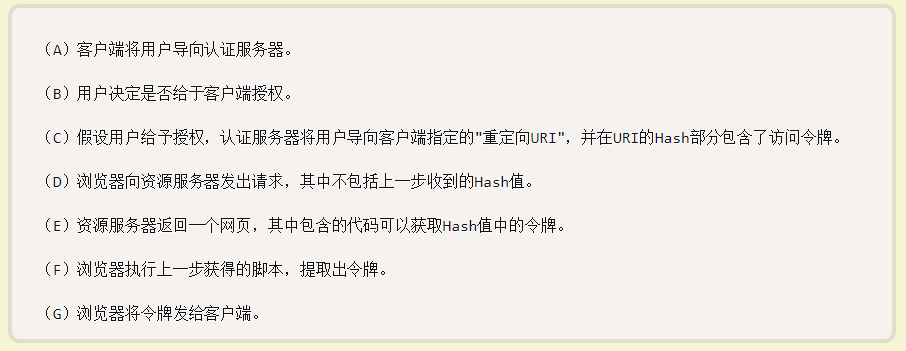 （A）客户端将用户导向认证服务器。
（B）用户决定是否给于客户端授权。
（C）假设用户给予授权，认证服务器将用户导向客户端指定的"重定向URI"，并在URI的Hash部分包含了访问令牌。
（D）浏览器向资源服务器发出请求，其中不包括上一步收到的Hash值。
（E）资源服务器返回一个网页，其中包含的代码可以获取Hash值中的令牌。
（F）浏览器执行上一步获得的脚本，提取出令牌。
（G）浏览器将令牌发给客户端。